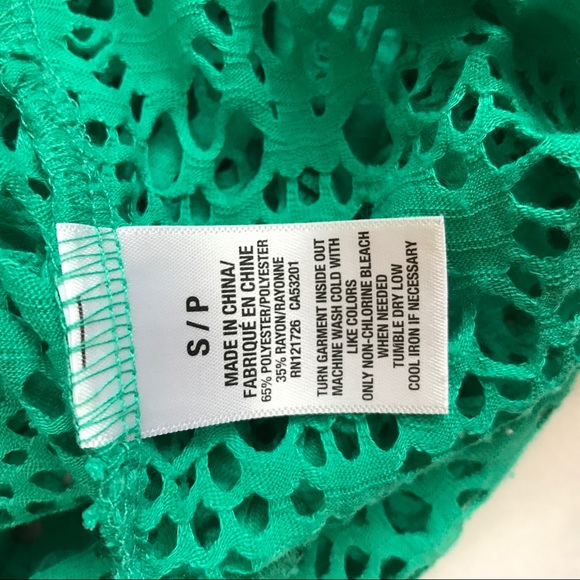 S / P
MADE IN CHINA/
FABRIQUÉ EN CHINE
65% POLYESTER/POLYESTER
35% RAYON/RAYONNE
RN121726 CA53201
TURN GARMENT INSIDE OUT
MACHINE WASH COLD WITH
LIKE COLORS
ONLY NON-CHLORINE BLEACH
WHEN NEEDED
TUMBLE DRY LOW
COOL IRON IF NECESSARY